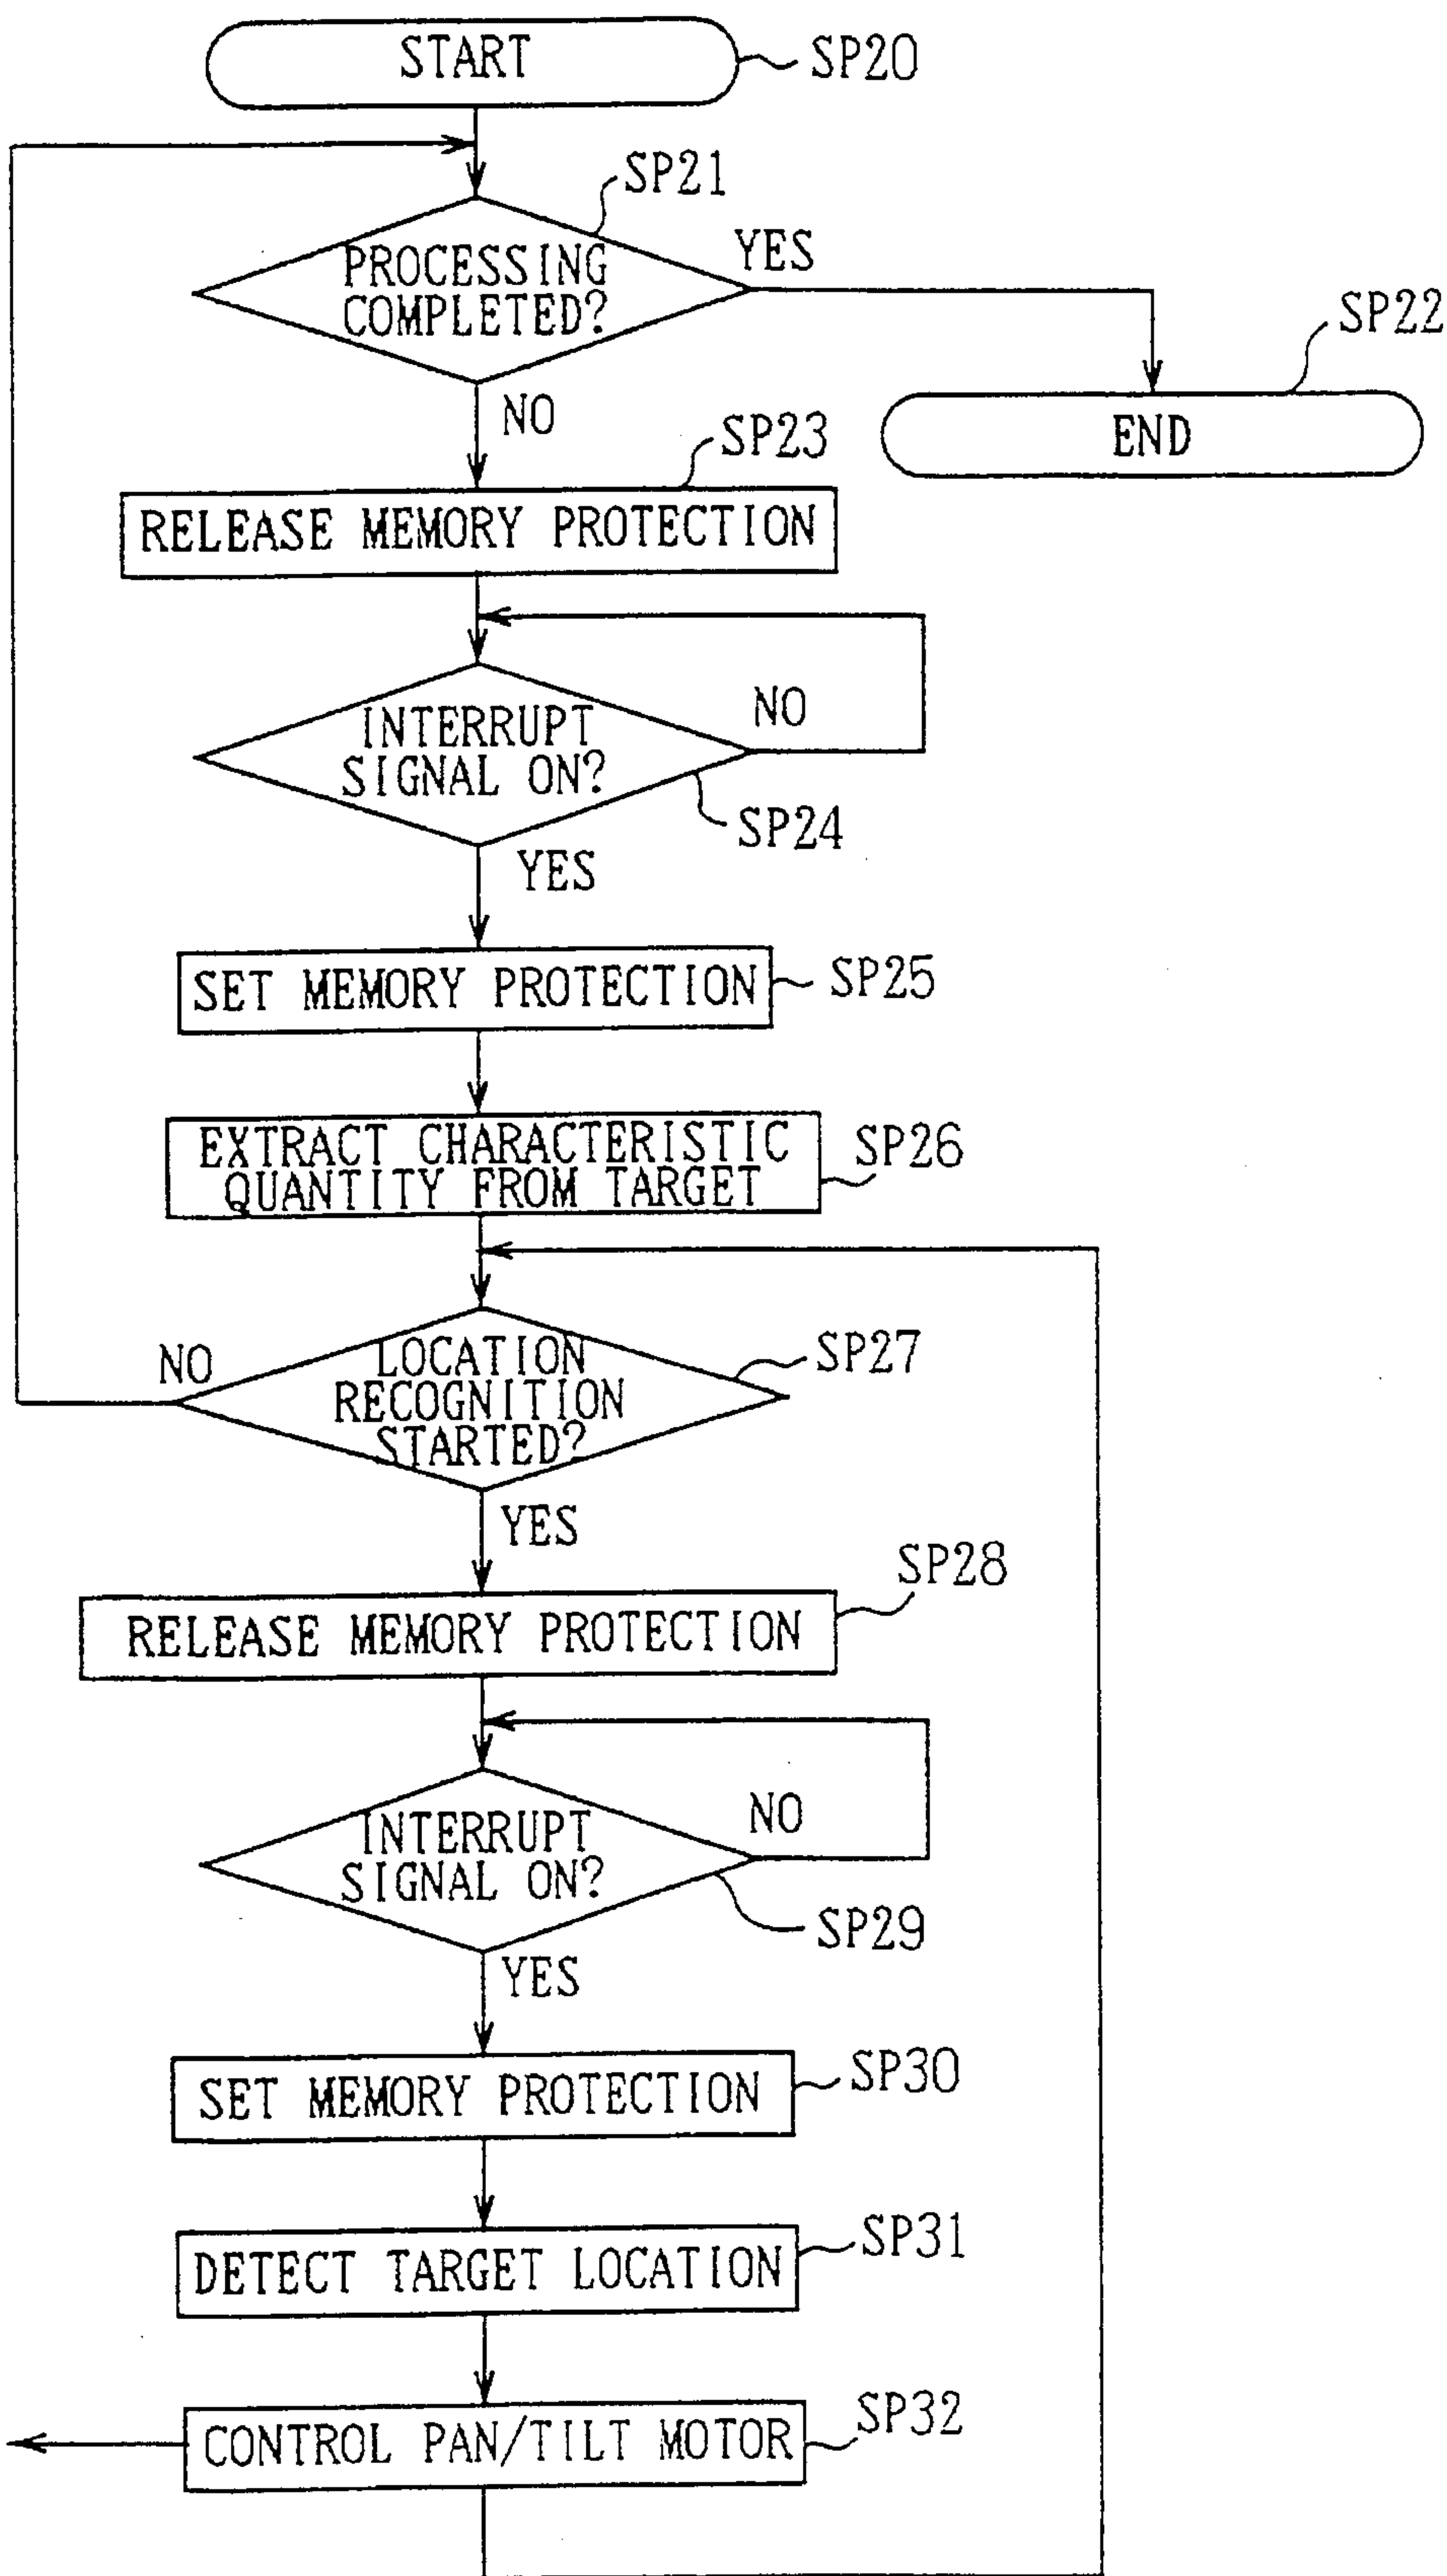 START
SP20
SP21
PROCESSING
COMPLETED?
YES
SP22
END
NO
SP23
RELEASE MEMORY PROTECTION
INTERRUPT
SIGNAL ON?
NO
SP24
YES
SET MEMORY PROTECTION
SP25
EXTRACT CHARACTERISTIC
QUANTITY FROM TARGET
SP26
NO
LOCATION
RECOGNITION
STARTED?
SP27
YES
SP28
RELEASE MEMORY PROTECTION
INTERRUPT
SIGNAL ON?
NO
SP29
YES
SET MEMORY PROTECTION
SP30
DETECT TARGET LOCATION
SP31
CONTROL PAN/TILT MOTOR
SP32